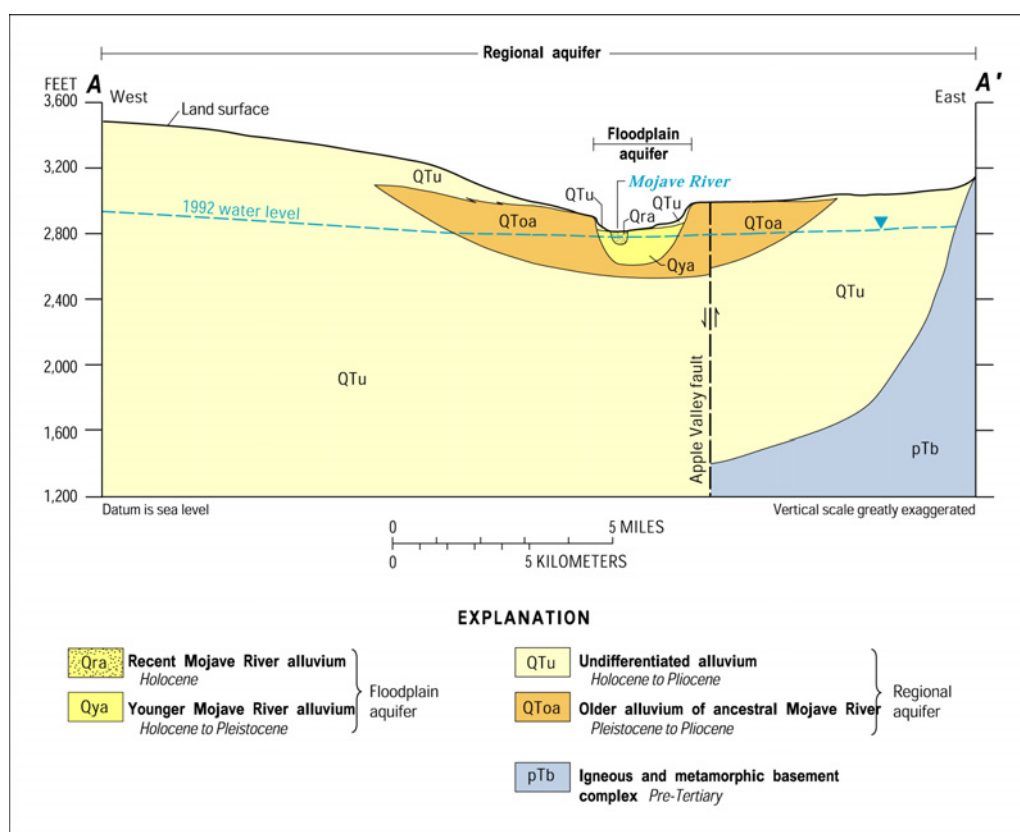 Regional aquifer
FEET A A'
3,600 West East
Land surface
Floodplain
aquifer
3,200 QTu QTu Mojave River QTu
1992 water level QToa Qra QToa
2,800
Qya
QTu
2,400
2,000 QTu
Apple Valley fault
1,600
pTb
1,200
Datum is sea level Vertical scale greatly exaggerated
0 5 MILES
0 5 KILOMETERS
EXPLANATION
Qra Recent Mojave River alluvium
Holocene
Qya Younger Mojave River alluvium
Holocene to Pleistocene
Floodplain
aquifer
QTu Undifferentiated alluvium
Holocene to Pliocene
QToa Older alluvium of ancestral Mojave River
Pleistocene to Pliocene
Regional
aquifer
pTb Igneous and metamorphic basement
complex Pre-Tertiary